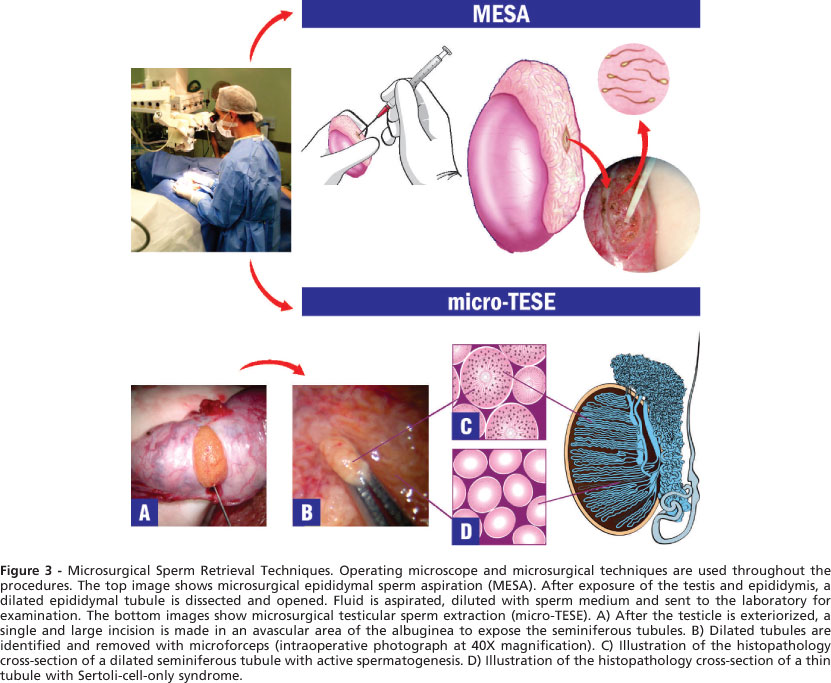 MESA
micro-TESE
A
B
C
D
Figure 3 - Microsurgical Sperm Retrieval Techniques. Operating microscope and microsurgical techniques are used throughout the
procedures. The top image shows microsurgical epididymal sperm aspiration (MESA). After exposure of the testis and epididymis, a
dilated epididymal tubule is dissected and opened. Fluid is aspirated, diluted with sperm medium and sent to the laboratory for
examination. The bottom images show microsurgical testicular sperm extraction (micro-TESE). A) After the testicle is exteriorized, a
single and large incision is made in an avascular area of the albuginea to expose the seminiferous tubules. B) Dilated tubules are
identified and removed with microforceps (intraoperative photograph at 40X magnification). C) Illustration of the histopathology
cross-section of a dilated seminiferous tubule with active spermatogenesis. D) Illustration of the histopathology cross-section of a thin
tubule with Sertoli-cell-only syndrome.